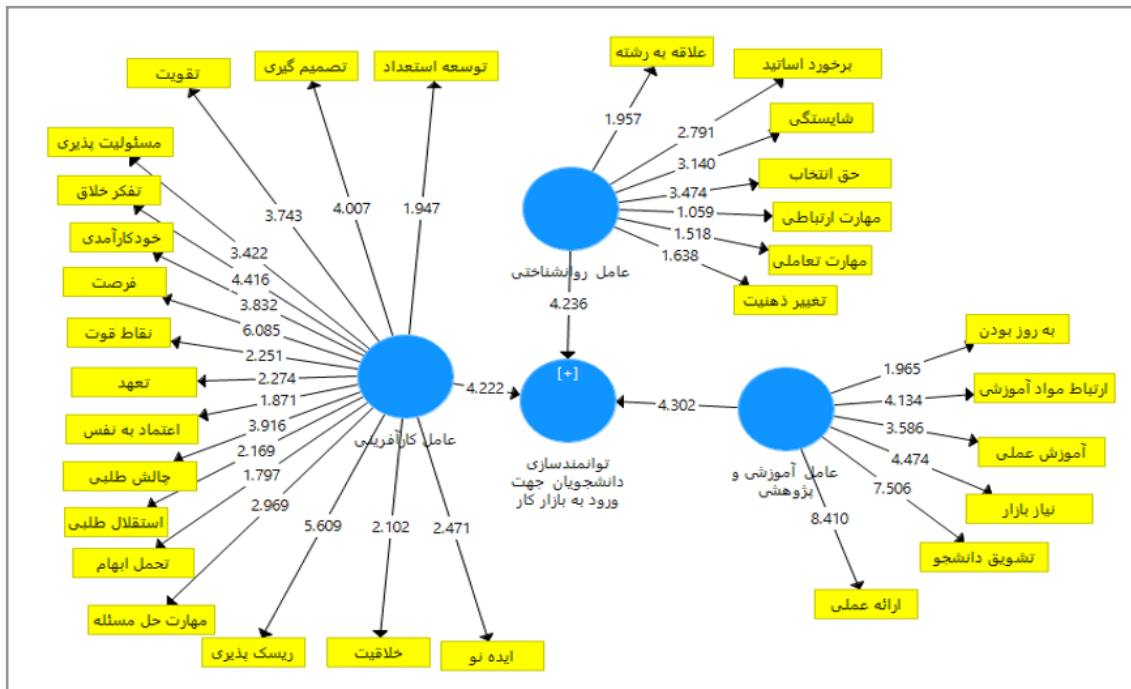 علاقه به رشته
برخورد اساتید
شایستگی
حق انتخاب
مهارت ارتباطی
مهارت تعاملی
تغییر ذهنیت
1.957
2.791
3.140
3.474
1.059
1.518
1.638
عامل روانشناختی
4.236
توسعه استعداد
تصمیم گیری
تقویت
مسئولیت پذیری
تفکر خلاق
خودکارآمدی
فرصت
نقاط قوت
تعهد
اعتماد به نفس
چالش طلبی
استقلال طلبی
تحمل ابهام
مهارت حل مسئله
ریسک پذیری
خلاقیت
ایده نو
1.947
4.007
3.743
3.422
4.416
3.832
6.085
2.251
2.274
1.871
3.916
2.169
1.797
2.969
5.609
2.102
2.471
عامل کارآفرینی
4.222
[+]
توانمندسازی
دانشجویان جهت
ورود به بازار کار
4.302
عامل آموزشی و
پژوهشی
به روز بودن
ارتباط مواد آموزشی
آموزش عملی
نیاز بازار
تشویق دانشجو
ارائه عملی
1.965
4.134
3.586
4.474
7.506
8.410